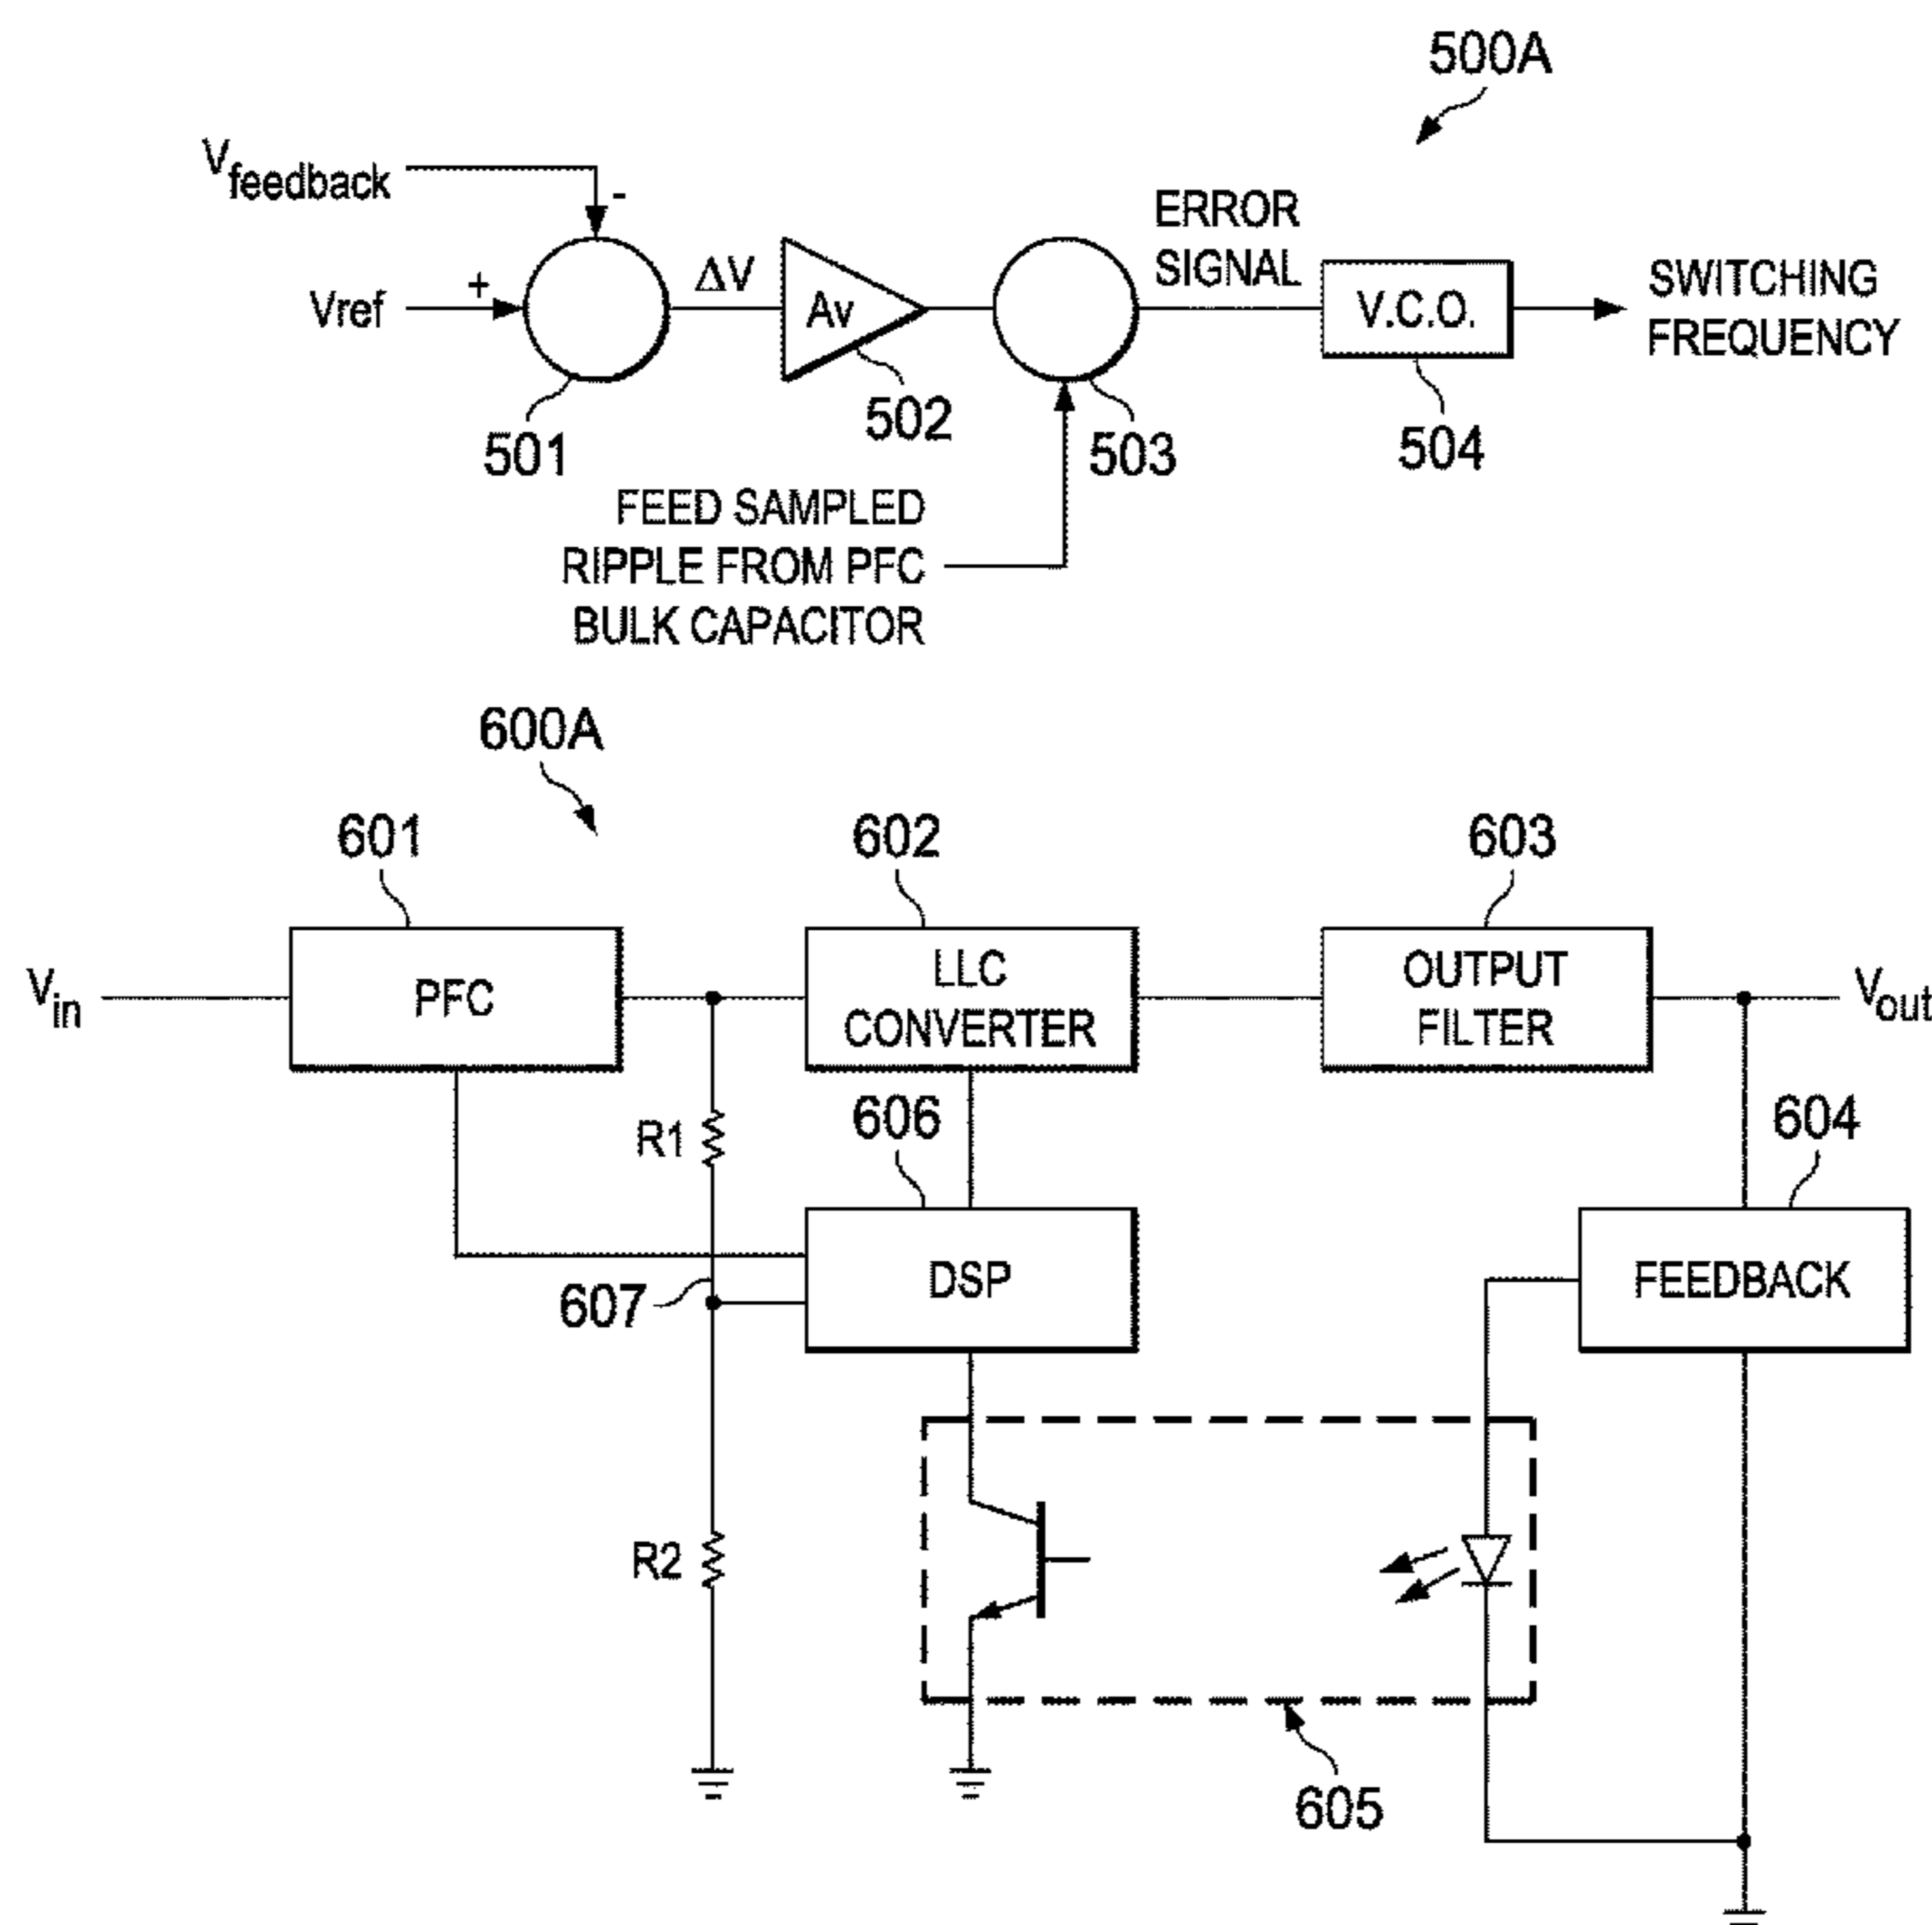 500A
Vfeedback
-
ERROR
SIGNAL
ΔV
+
Vref
Av
V.C.O.
SWITCHING
FREQUENCY
501
502
503
504
FEED SAMPLED
RIPPLE FROM PFC
BULK CAPACITOR
600A
601
602
603
Vin
PFC
LLC
CONVERTER
OUTPUT
FILTER
Vout
R1
606
604
607
DSP
FEEDBACK
R2
605